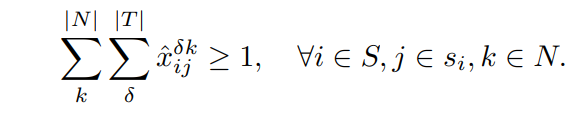 \sum_{k}^{|N|} \sum_{\delta}^{|T|} \hat{x}_{ij}^{\delta k} \geq 1, \quad \forall i \in S, j \in s_i, k \in N.